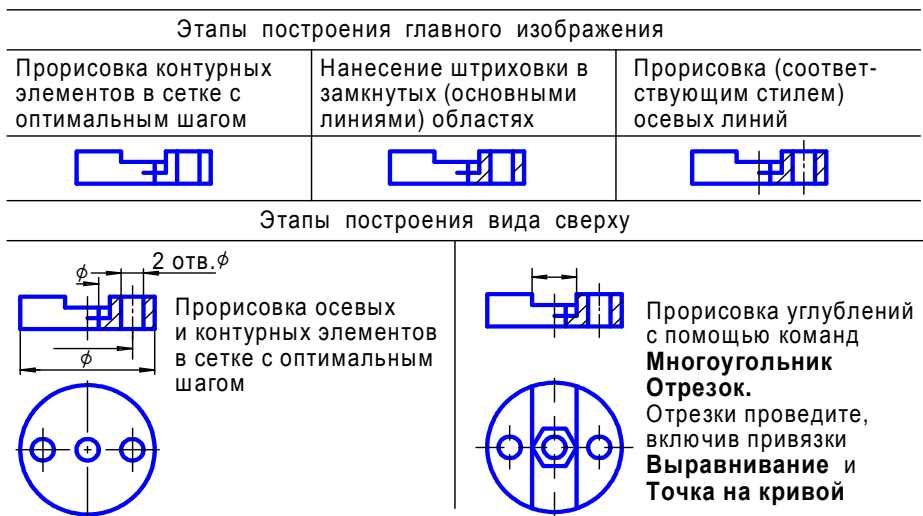 Этапы построения главного изображения
Прорисовка контурных
элементов в сетке с
оптимальным шагом
Нанесение штриховки в
замкнутых (основными
линиями) областях
Прорисовка (соответ-
ствующим стилем)
осевых линий
Этапы построения вида сверху
ϕ
2 отв.ϕ
ϕ
Прорисовка осевых
и контурных элементов
в сетке с оптимальным
шагом
Прорисовка углублений
с помощью команд
Многоугольник
Отрезок.
Отрезки проведите,
включив привязки
Выравнивание и
Точка на кривой